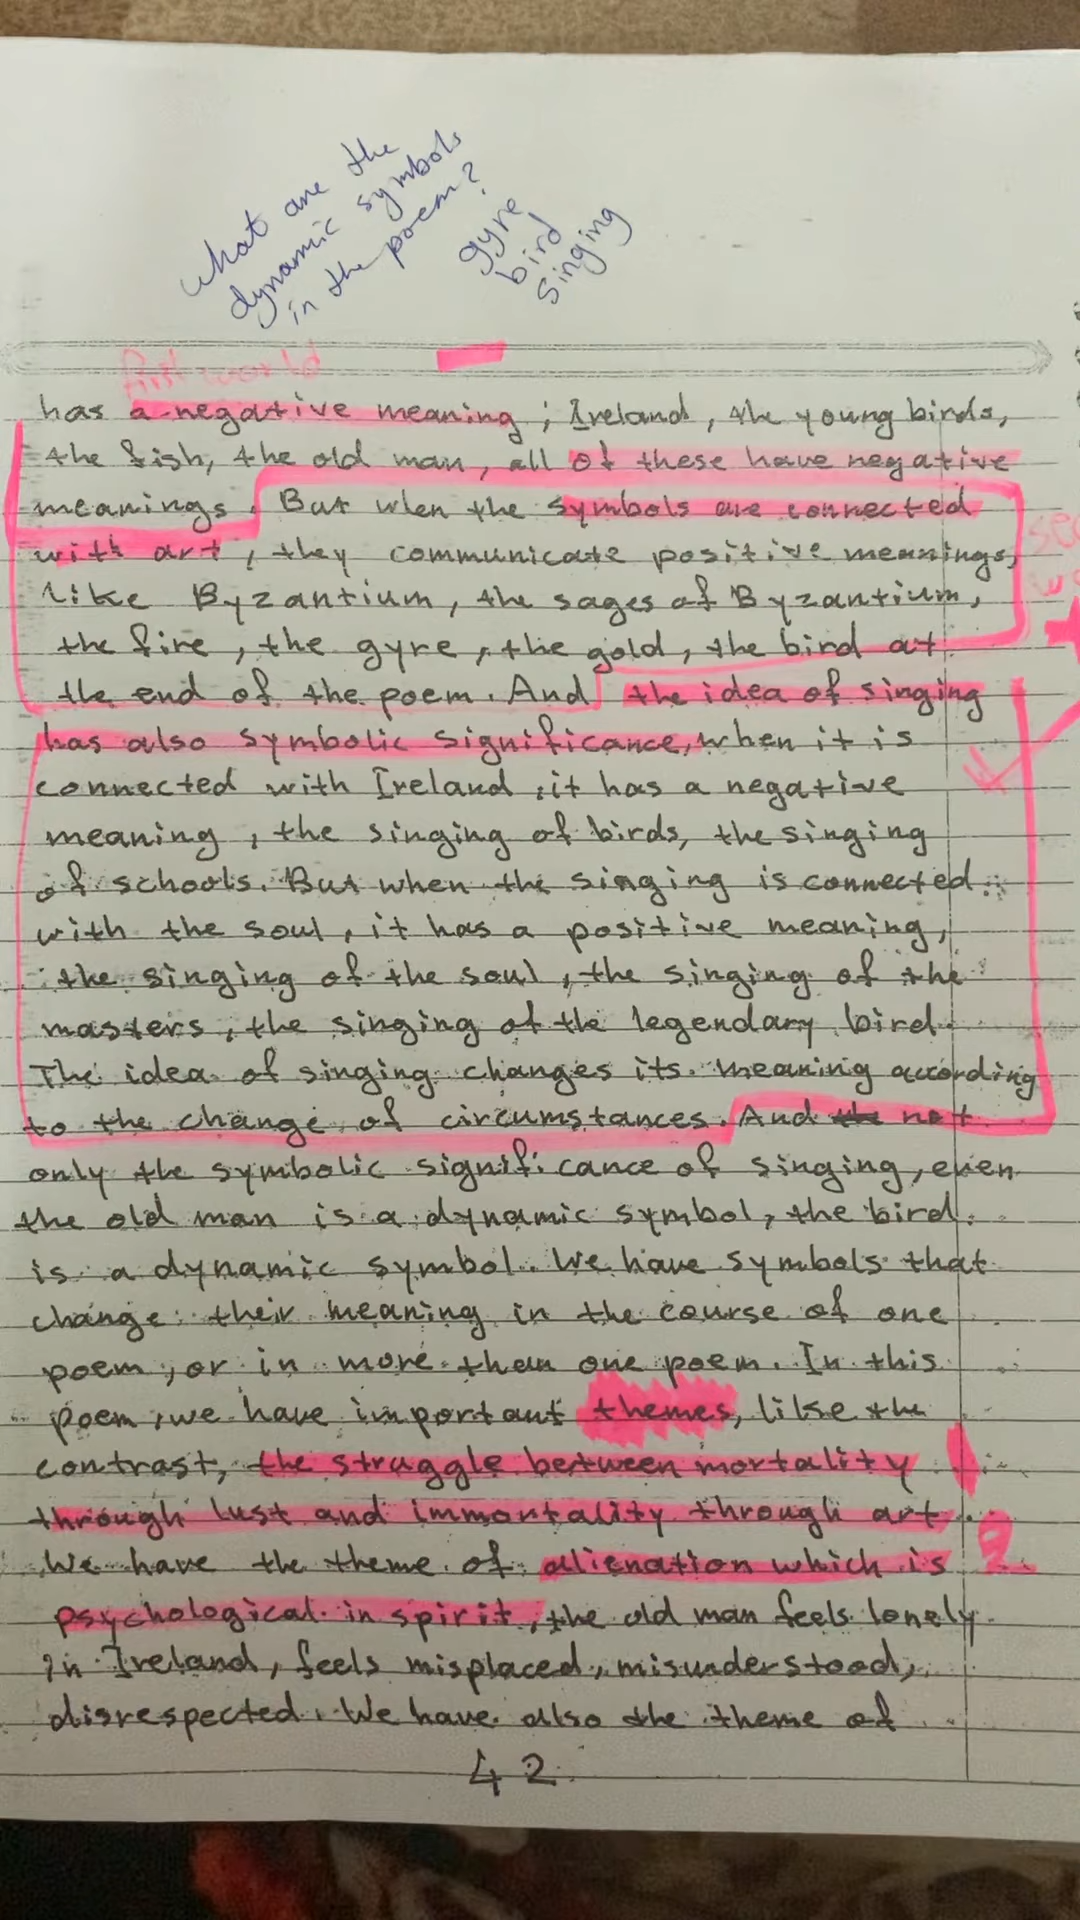 what are the
dynamic symbols
in the poem?
gyre
bird
singing
first world
has a negative meaning; Ireland, the young birds,
the fish, the old man, all of these have negative
meanings. But when the symbols are connected
with art, they communicate positive meanings,
like Byzantium, the sages of Byzantium,
the fire, the gyre, the gold, the bird at
the end of the poem. And the idea of singing
has also symbolic significance, when it is
connected with Ireland, it has a negative
meaning, the singing of birds, the singing
of schools. But when the singing is connected
with the soul, it has a positive meaning,
the singing of the soul, the singing of the
masters, the singing of the legendary bird.
The idea of singing changes its meaning according
to the change of circumstances. And the not
only the symbolic significance of singing, even
the old man is a dynamic symbol, the bird
is a dynamic symbol. We have symbols that
change their meaning in the course of one
poem, or in more than one poem. In this
poem, we have important themes, like the
contrast, the struggle between mortality 1
through lust and immortality through art.
We have the theme of alienation which is 2
psychological in spirit, the old man feels lonely
in Ireland, feels misplaced, misunderstood,
disrespected. We have also the theme of
42